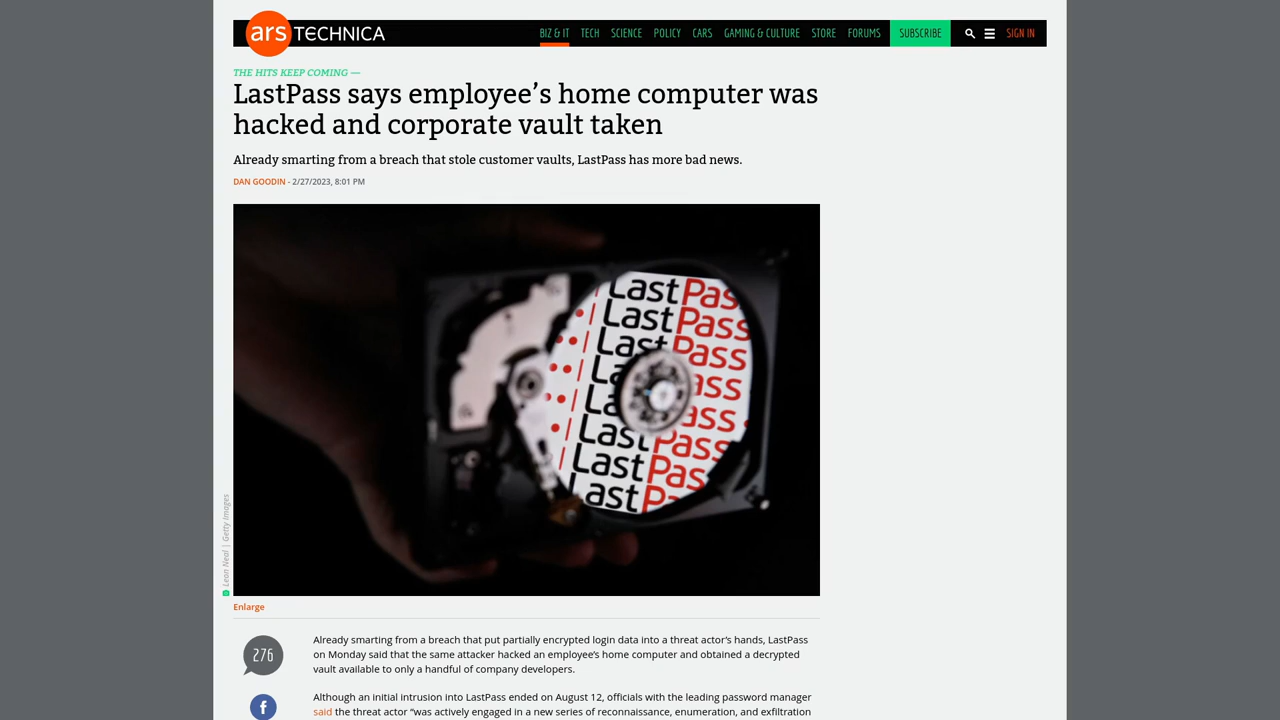 ars TECHNICA
BIZ & IT TECH SCIENCE POLICY CARS GAMING & CULTURE STORE FORUMS SUBSCRIBE SIGN IN
THE HITS KEEP COMING —
LastPass says employee’s home computer was
hacked and corporate vault taken
Already smarting from a breach that stole customer vaults, LastPass has more bad news.
DAN GOODIN - 2/27/2023, 8:01 PM
LastPas
LastPass
LastPass
ass
La ass
L ass
LastPass
LastPass
LastPa
Leon Neal | Getty Images
Enlarge
276
Already smarting from a breach that put partially encrypted login data into a threat actor’s hands, LastPass
on Monday said that the same attacker hacked an employee’s home computer and obtained a decrypted
vault available to only a handful of company developers.
f
Although an initial intrusion into LastPass ended on August 12, officials with the leading password manager
said the threat actor “was actively engaged in a new series of reconnaissance, enumeration, and exfiltration